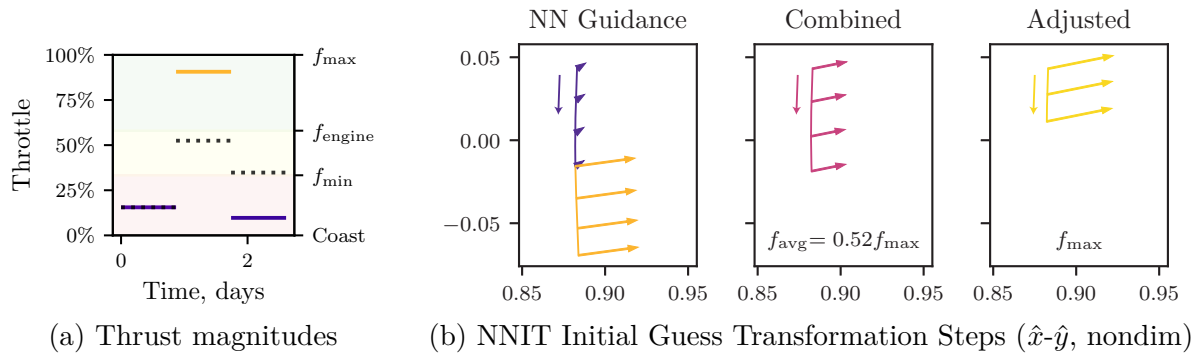 NN Guidance Combined Adjusted
100% f_max
75%
f_engine
50%
f_min
25%
0% Coast
Throttle
0 2
Time, days
0.05
0.00
−0.05
f_avg = 0.52f_max
f_max
0.85 0.90 0.95 0.85 0.90 0.95 0.85 0.90 0.95
(a) Thrust magnitudes
(b) NNIT Initial Guess Transformation Steps (x̂-ŷ, nondim)